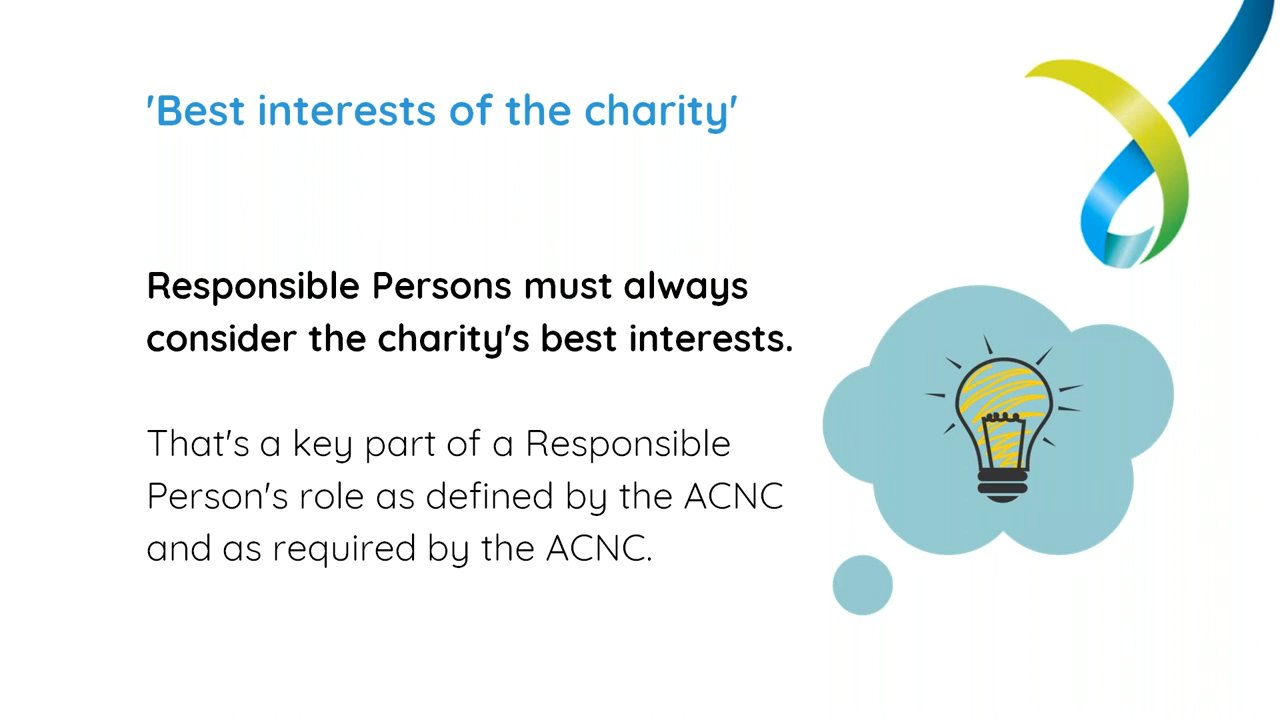 'Best interests of the charity'
Responsible Persons must always
consider the charity's best interests.
That's a key part of a Responsible
Person's role as defined by the ACNC
and as required by the ACNC.